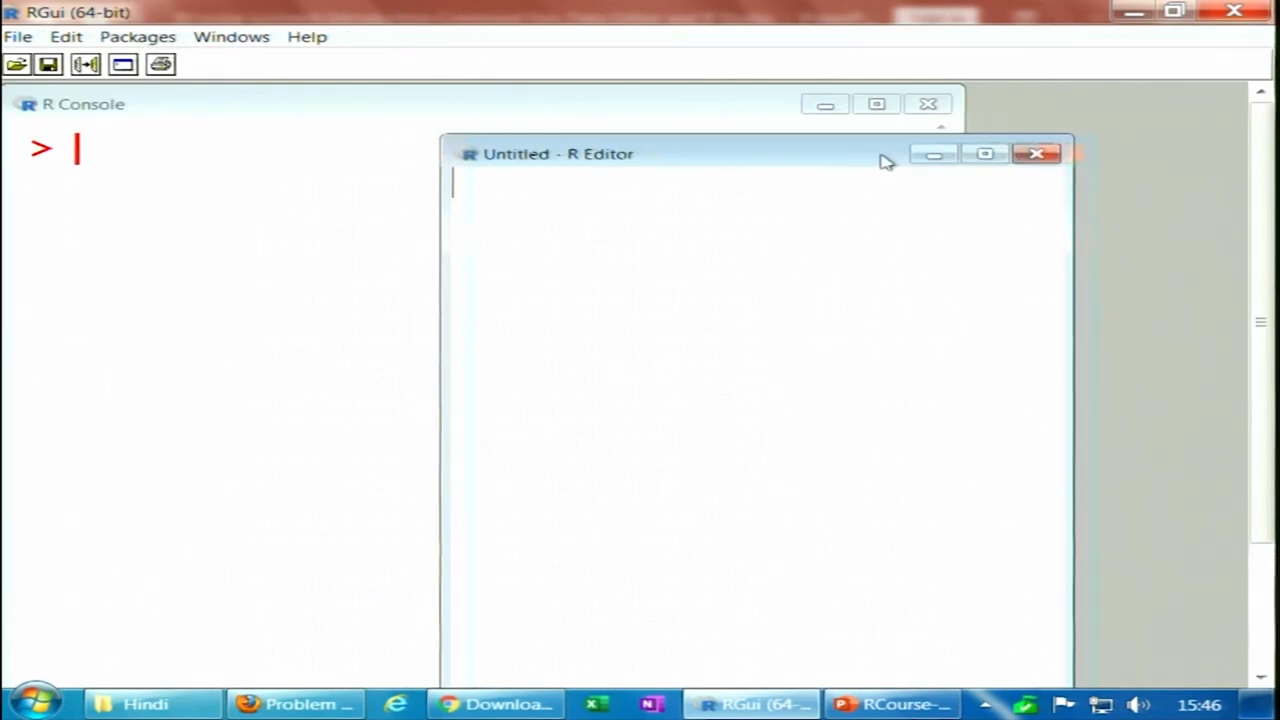 RGui (64-bit)
File Edit Packages Windows Help
R Console
>
Untitled - R Editor
Hindi
Problem ...
Downloa...
RGui (64-...
RCourse-...
15:46